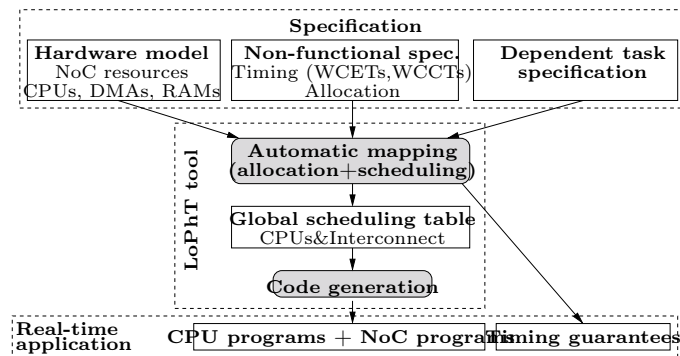 Specification
Hardware model
NoC resources
CPUs, DMAs, RAMs
Non-functional spec.
Timing (WCETs,WCCTs)
Allocation
Dependent task
specification
LoPhT tool
Automatic mapping
(allocation+scheduling)
Global scheduling table
CPUs&Interconnect
Code generation
Real-time
application
CPU programs + NoC programs
Timing guarantees